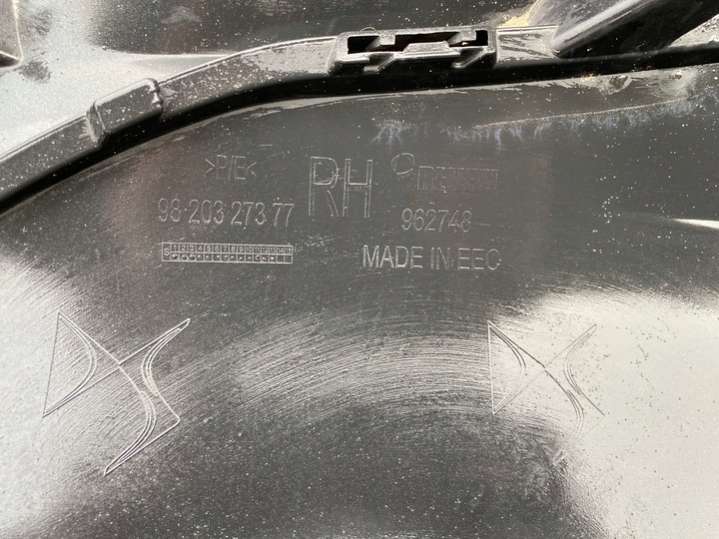 >P/E<
RH
98 203 273 77
962748
MADE IN EEC